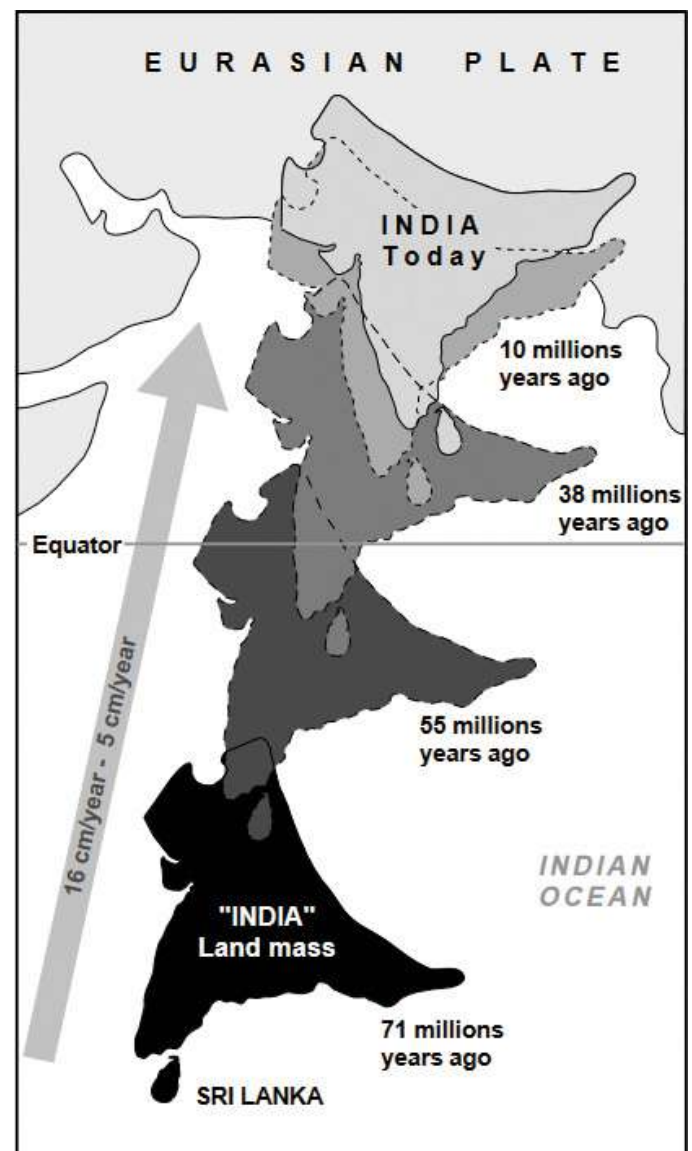 EURASIAN PLATE
INDIA
Today
10 millions
years ago
38 millions
years ago
Equator
16 cm/year - 5 cm/year
55 millions
years ago
INDIAN
OCEAN
"INDIA"
Land mass
71 millions
years ago
SRI LANKA